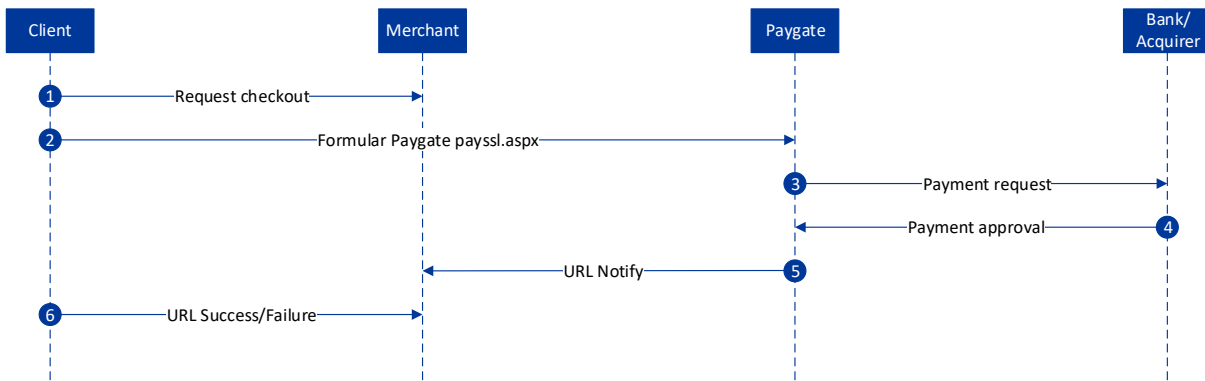 Client
Merchant
Paygate
Bank/
Acquirer
1
Request checkout
2
Formular Paygate payssl.aspx
3
Payment request
Payment approval
4
URL Notify
5
6
URL Success/Failure